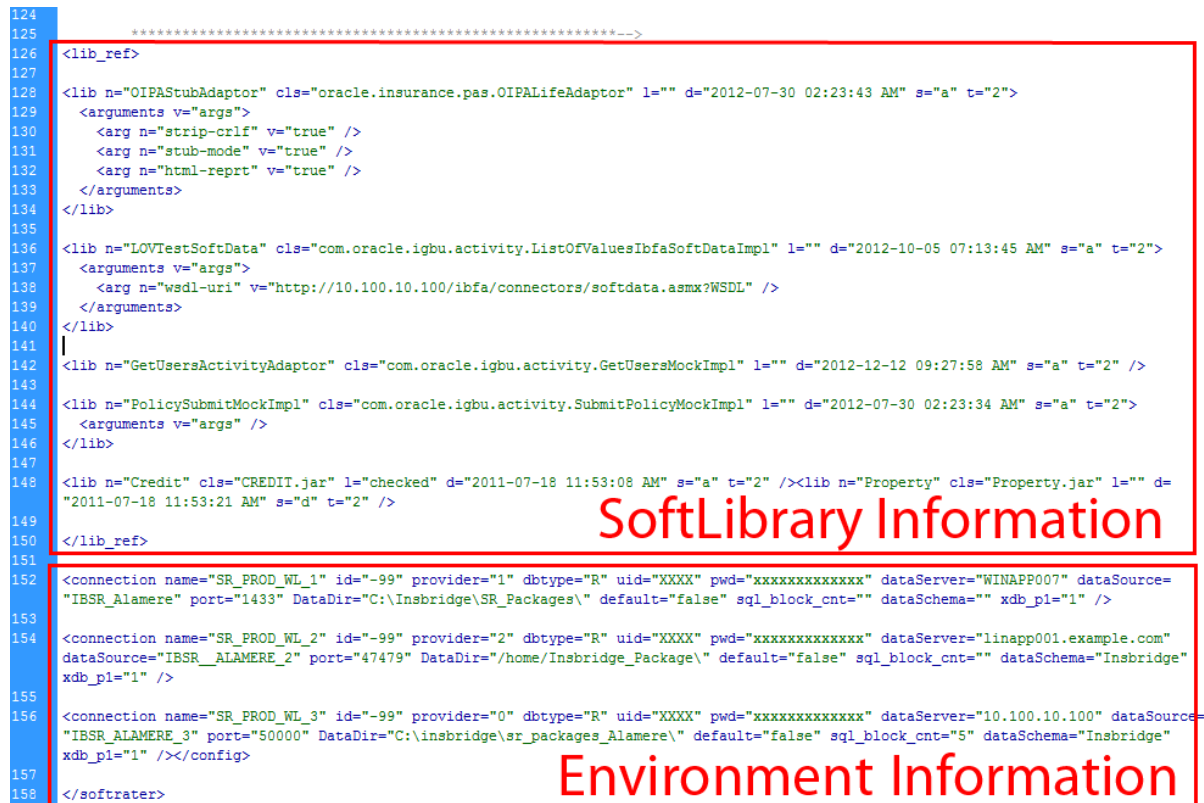 124
125 *********************************************************-->
126 <lib_ref>
127
128 <lib n="OIPAStubAdaptor" cls="oracle.insurance.pas.OIPALifeAdaptor" l="" d="2012-07-30 02:23:43 AM" s="a" t="2">
129 <arguments v="args">
130 <arg n="strip-crlf" v="true" />
131 <arg n="stub-mode" v="true" />
132 <arg n="html-reprt" v="true" />
133 </arguments>
134 </lib>
135
136 <lib n="LOVTestSoftData" cls="com.oracle.igbu.activity.ListOfValuesIbfaSoftDataImpl" l="" d="2012-10-05 07:13:45 AM" s="a" t="2">
137 <arguments v="args">
138 <arg n="wsdl-uri" v="http://10.100.10.100/ibfa/connectors/softdata.asmx?WSDL" />
139 </arguments>
140 </lib>
141
142 <lib n="GetUsersActivityAdaptor" cls="com.oracle.igbu.activity.GetUsersMockImpl" l="" d="2012-12-12 09:27:58 AM" s="a" t="2" />
143
144 <lib n="PolicySubmitMockImpl" cls="com.oracle.igbu.activity.SubmitPolicyMockImpl" l="" d="2012-07-30 02:23:34 AM" s="a" t="2">
145 <arguments v="args" />
146 </lib>
147
148 <lib n="Credit" cls="CREDIT.jar" l="checked" d="2011-07-18 11:53:08 AM" s="a" t="2" /><lib n="Property" cls="Property.jar" l="" d=
"2011-07-18 11:53:21 AM" s="d" t="2" />
SoftLibrary Information
149
150 </lib_ref>
151
152 <connection name="SR_PROD_WL_1" id="-99" provider="1" dbtype="R" uid="XXXX" pwd="xxxxxxxxxxxxx" dataServer="WINAPP007" dataSource=
"IBSR_Alamere" port="1433" DataDir="C:\Insbridge\SR_Packages\" default="false" sql_block_cnt="" dataSchema="" xdb_p1="1" />
153
154 <connection name="SR_PROD_WL_2" id="-99" provider="2" dbtype="R" uid="XXXX" pwd="xxxxxxxxxxxxx" dataServer="linapp001.example.com"
dataSource="IBSR__ALAMERE_2" port="47479" DataDir="/home/Insbridge_Package\" default="false" sql_block_cnt="" dataSchema="Insbridge"
xdb_p1="1" />
155
156 <connection name="SR_PROD_WL_3" id="-99" provider="0" dbtype="R" uid="XXXX" pwd="xxxxxxxxxxxxx" dataServer="10.100.10.100" dataSource=
"IBSR_ALAMERE_3" port="50000" DataDir="C:\insbridge\sr_packages_Alamere\" default="false" sql_block_cnt="5" dataSchema="Insbridge"
xdb_p1="1" /></config>
Environment Information
157
158 </softrater>